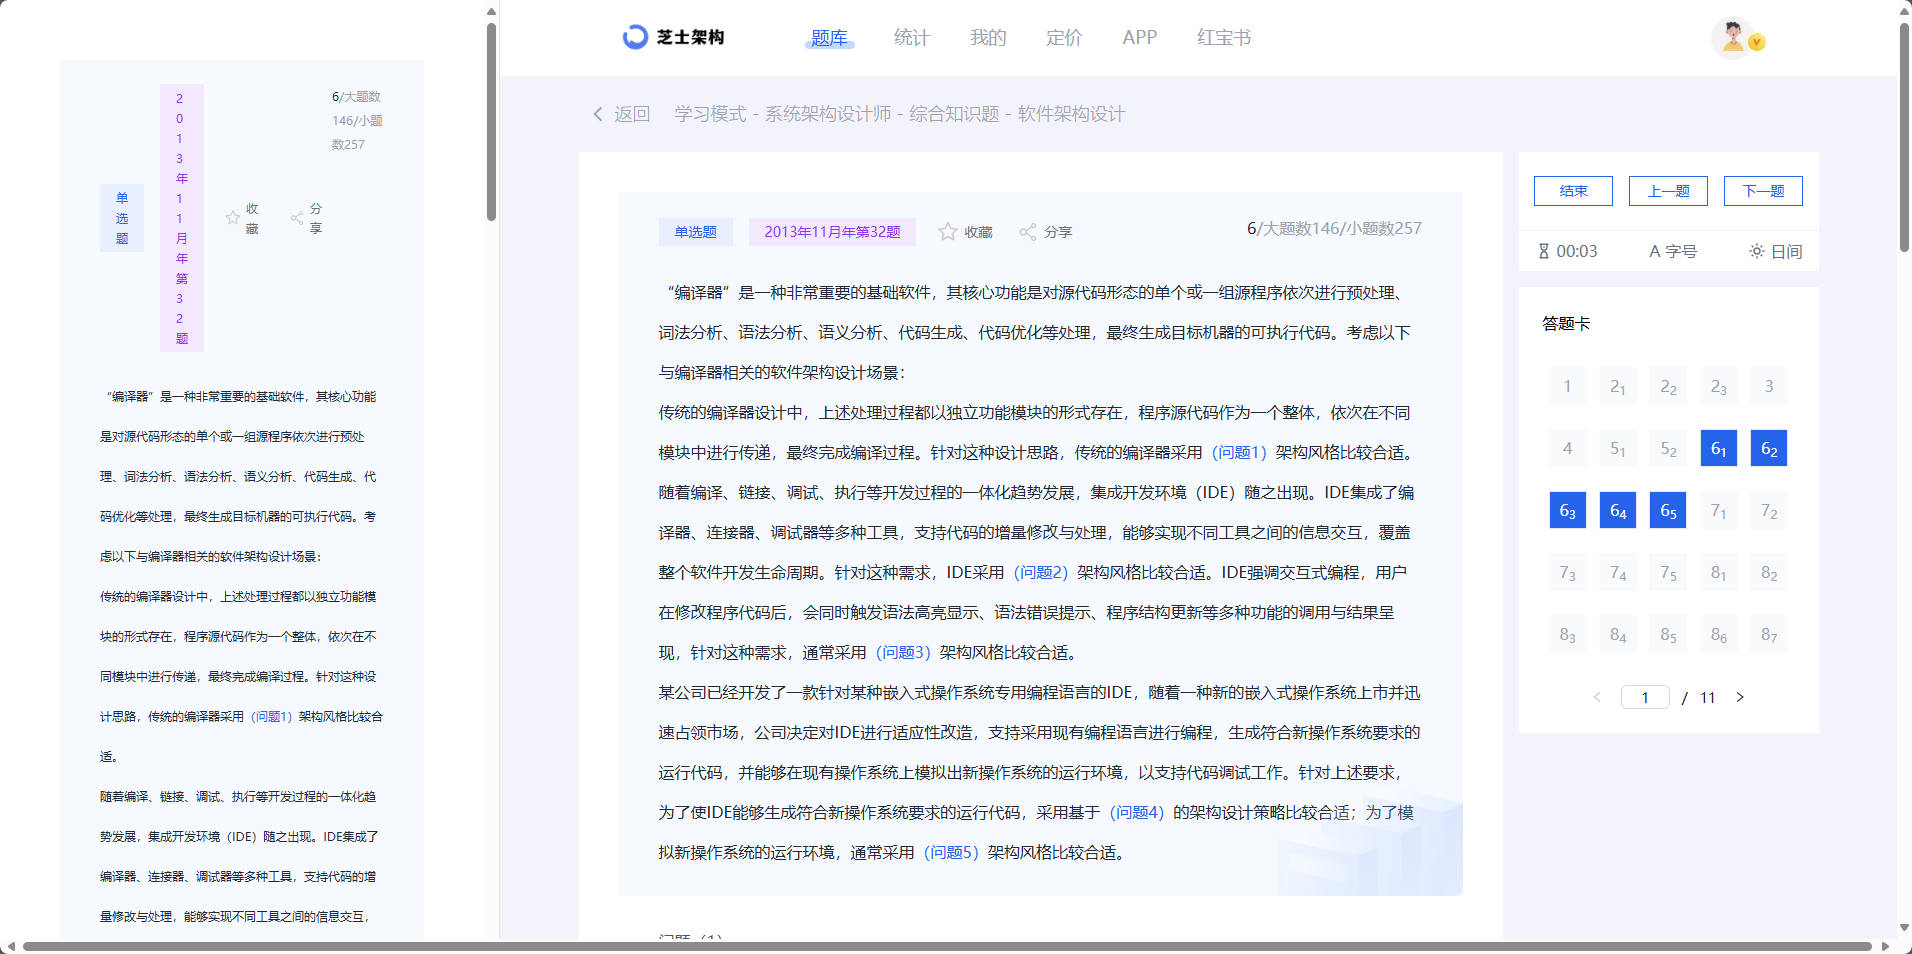 单选题
2013年11月年第32题
收藏
分享
6/大题数
146/小题
数257
“编译器”是一种非常重要的基础软件，其核心功能
是对源代码形态的单个或一组源程序依次进行预处
理、词法分析、语法分析、语义分析、代码生成、代
码优化等处理，最终生成目标机器的可执行代码。考
虑以下与编译器相关的软件架构设计场景：
传统的编译器设计中，上述处理过程都以独立功能模
块的形式存在，程序源代码作为一个整体，依次在不
同模块中进行传递，最终完成编译过程。针对这种设
计思路，传统的编译器采用（问题1）架构风格比较合
适。
随着编译、链接、调试、执行等开发过程的一体化趋
势发展，集成开发环境（IDE）随之出现。IDE集成了
编译器、连接器、调试器等多种工具，支持代码的增
量修改与处理，能够实现不同工具之间的信息交互，
芝士架构
题库
统计
我的
定价
APP
红宝书
返回
学习模式 - 系统架构设计师 - 综合知识题 - 软件架构设计
单选题
2013年11月年第32题
收藏
分享
6/大题数146/小题数257
“编译器”是一种非常重要的基础软件，其核心功能是对源代码形态的单个或一组源程序依次进行预处理、
词法分析、语法分析、语义分析、代码生成、代码优化等处理，最终生成目标机器的可执行代码。考虑以下
与编译器相关的软件架构设计场景：
传统的编译器设计中，上述处理过程都以独立功能模块的形式存在，程序源代码作为一个整体，依次在不同
模块中进行传递，最终完成编译过程。针对这种设计思路，传统的编译器采用（问题1）架构风格比较合适。
随着编译、链接、调试、执行等开发过程的一体化趋势发展，集成开发环境（IDE）随之出现。IDE集成了编
译器、连接器、调试器等多种工具，支持代码的增量修改与处理，能够实现不同工具之间的信息交互，覆盖
整个软件开发生命周期。针对这种需求，IDE采用（问题2）架构风格比较合适。IDE强调交互式编程，用户
在修改程序代码后，会同时触发语法高亮显示、语法错误提示、程序结构更新等多种功能的调用与结果呈
现，针对这种需求，通常采用（问题3）架构风格比较合适。
某公司已经开发了一款针对某种嵌入式操作系统专用编程语言的IDE，随着一种新的嵌入式操作系统上市并迅
速占领市场，公司决定对IDE进行适应性改造，支持采用现有编程语言进行编程，生成符合新操作系统要求的
运行代码，并能够在现有操作系统上模拟出新操作系统的运行环境，以支持代码调试工作。针对上述要求，
为了使IDE能够生成符合新操作系统要求的运行代码，采用基于（问题4）的架构设计策略比较合适；为了模
拟新操作系统的运行环境，通常采用（问题5）架构风格比较合适。
问题（1）
结束
上一题
下一题
00:03
A 字号
日间
答题卡
1 2₁ 2₂ 2₃ 3
4 5₁ 5₂ 6₁ 6₂
6₃ 6₄ 6₅ 7₁ 7₂
7₃ 7₄ 7₅ 8₁ 8₂
8₃ 8₄ 8₅ 8₆ 8₇
< 1 / 11 >